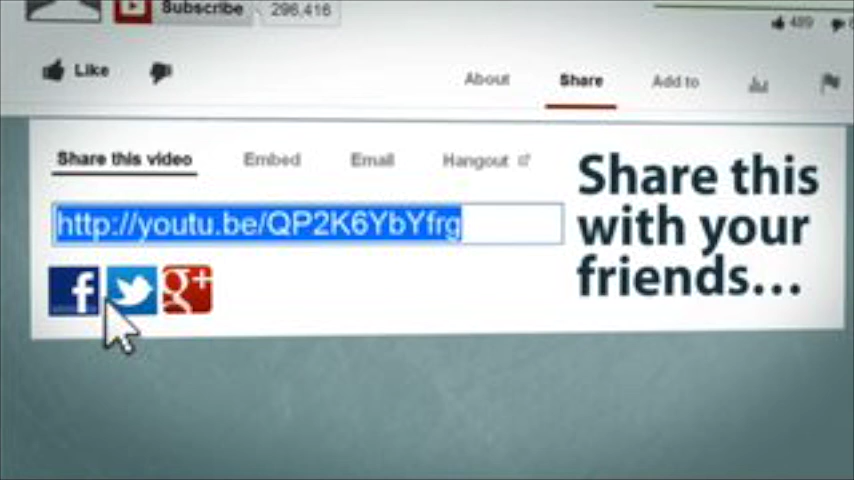 Subscribe 296,416
489
Like
About Share Add to
Share this video Embed Email Hangout
http://youtu.be/QP2K6YbYfrg
Share this
with your
friends...
f g+